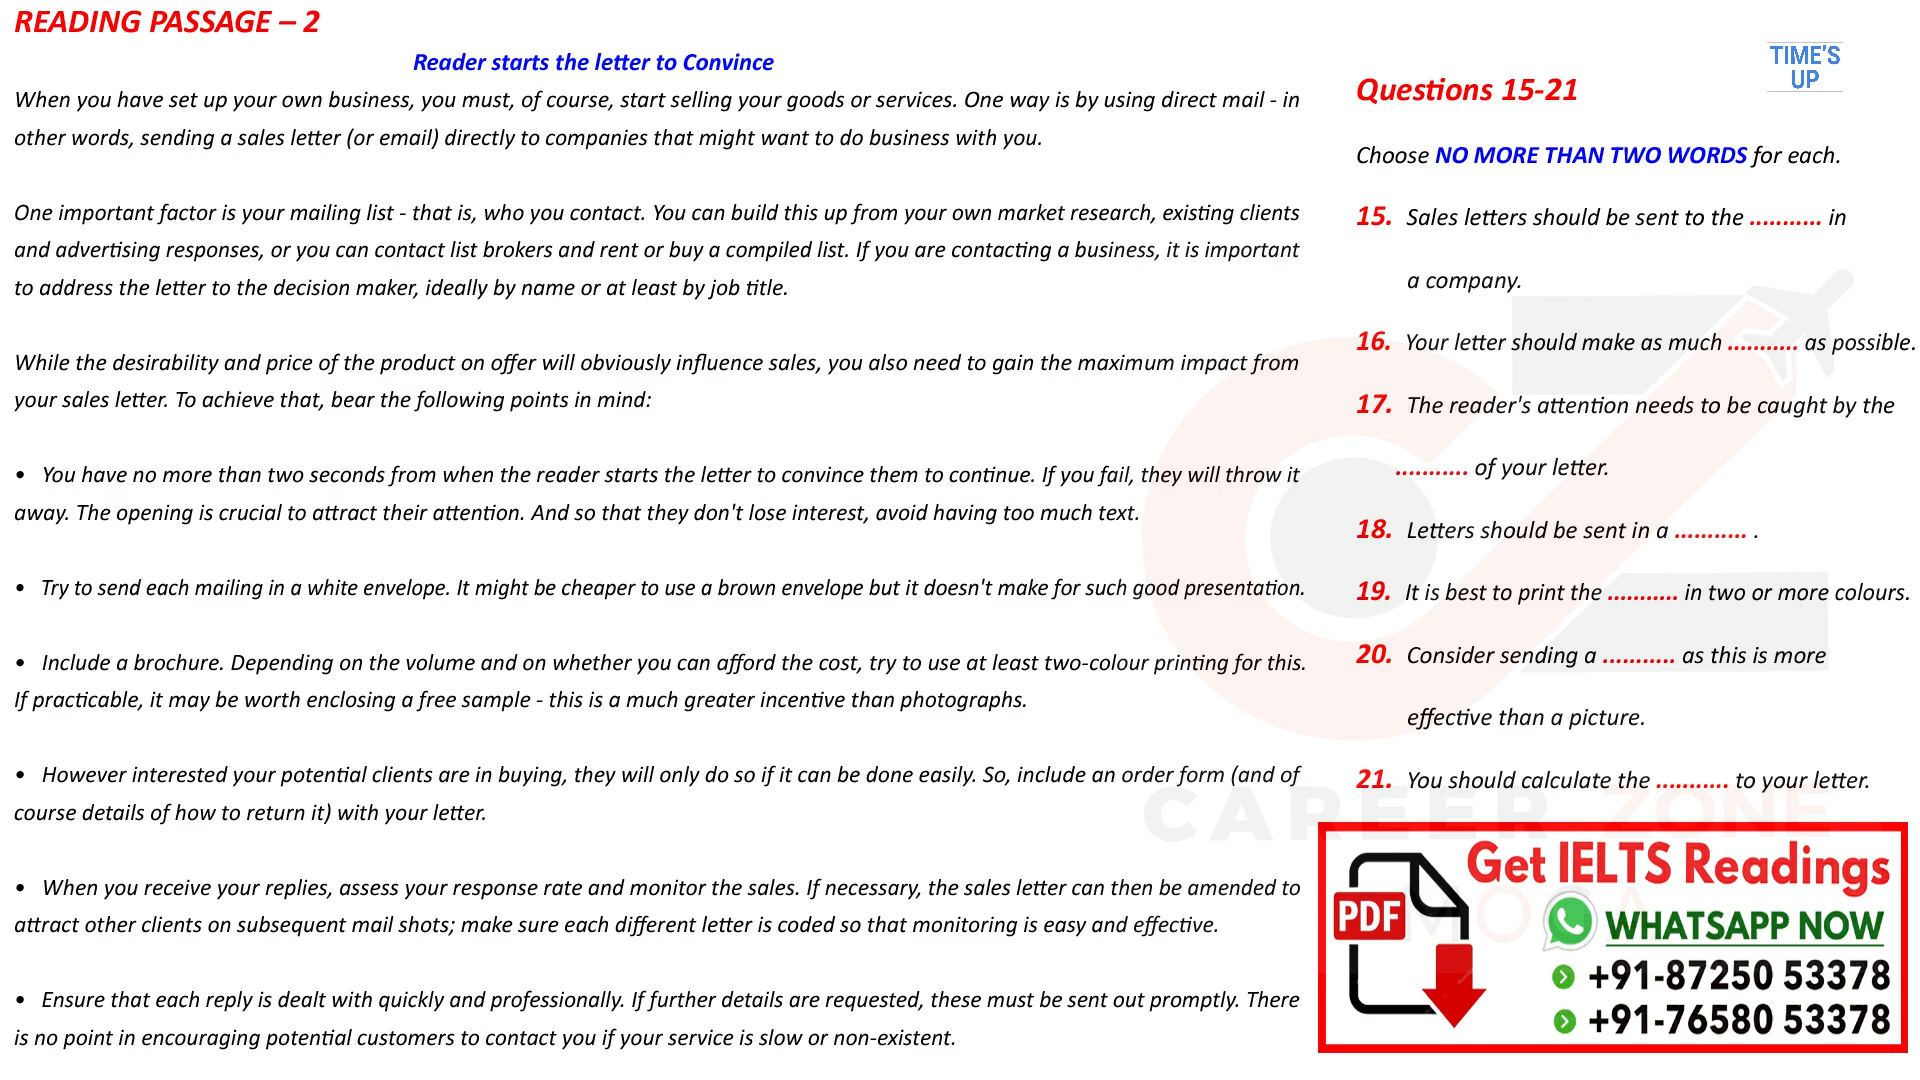 READING PASSAGE – 2
Reader starts the letter to Convince
When you have set up your own business, you must, of course, start selling your goods or services. One way is by using direct mail - in
other words, sending a sales letter (or email) directly to companies that might want to do business with you.
One important factor is your mailing list - that is, who you contact. You can build this up from your own market research, existing clients
and advertising responses, or you can contact list brokers and rent or buy a compiled list. If you are contacting a business, it is important
to address the letter to the decision maker, ideally by name or at least by job title.
While the desirability and price of the product on offer will obviously influence sales, you also need to gain the maximum impact from
your sales letter. To achieve that, bear the following points in mind:
• You have no more than two seconds from when the reader starts the letter to convince them to continue. If you fail, they will throw it
away. The opening is crucial to attract their attention. And so that they don't lose interest, avoid having too much text.
• Try to send each mailing in a white envelope. It might be cheaper to use a brown envelope but it doesn't make for such good presentation.
• Include a brochure. Depending on the volume and on whether you can afford the cost, try to use at least two-colour printing for this.
If practicable, it may be worth enclosing a free sample - this is a much greater incentive than photographs.
• However interested your potential clients are in buying, they will only do so if it can be done easily. So, include an order form (and of
course details of how to return it) with your letter.
• When you receive your replies, assess your response rate and monitor the sales. If necessary, the sales letter can then be amended to
attract other clients on subsequent mail shots; make sure each different letter is coded so that monitoring is easy and effective.
• Ensure that each reply is dealt with quickly and professionally. If further details are requested, these must be sent out promptly. There
is no point in encouraging potential customers to contact you if your service is slow or non-existent.
TIME'S
UP
Questions 15-21
Choose NO MORE THAN TWO WORDS for each.
15. Sales letters should be sent to the ........... in
a company.
16. Your letter should make as much ........... as possible.
17. The reader's attention needs to be caught by the
........... of your letter.
18. Letters should be sent in a ........... .
19. It is best to print the ........... in two or more colours.
20. Consider sending a ........... as this is more
effective than a picture.
21. You should calculate the ........... to your letter.
CAREER ZONE
PDF
Get IELTS Readings
WHATSAPP NOW
+91-87250 53378
+91-76580 53378